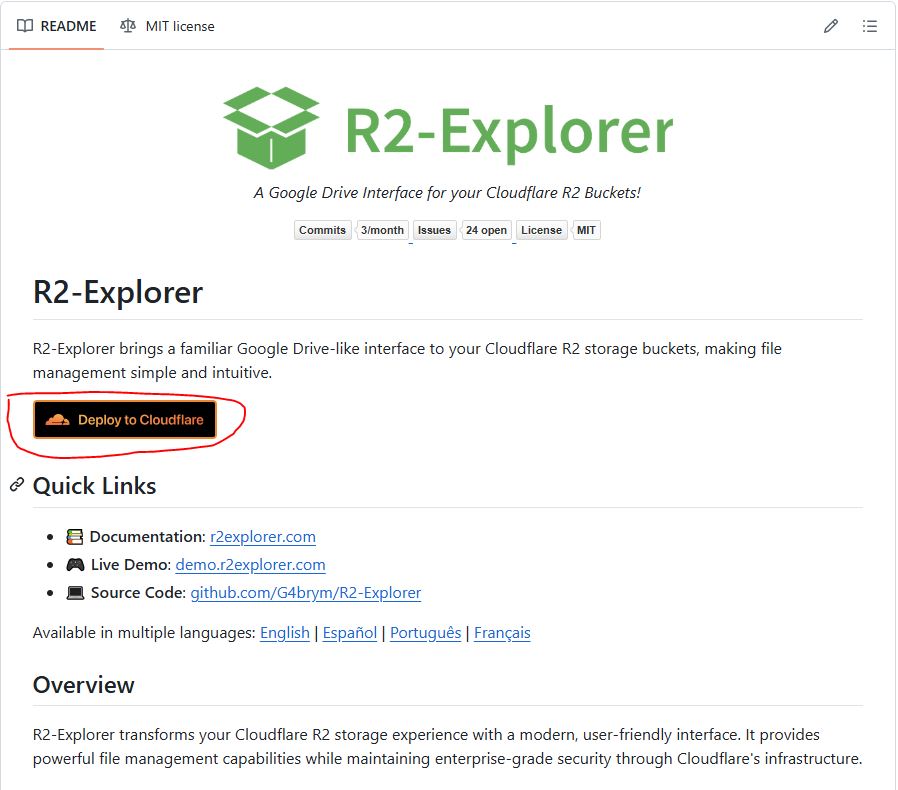 README MIT license
R2-Explorer
A Google Drive Interface for your Cloudflare R2 Buckets!
Commits 3/month Issues 24 open License MIT
R2-Explorer
R2-Explorer brings a familiar Google Drive-like interface to your Cloudflare R2 storage buckets, making file
management simple and intuitive.
Deploy to Cloudflare
Quick Links
Documentation: r2explorer.com
Live Demo: demo.r2explorer.com
Source Code: github.com/G4brym/R2-Explorer
Available in multiple languages: English | Español | Português | Français
Overview
R2-Explorer transforms your Cloudflare R2 storage experience with a modern, user-friendly interface. It provides
powerful file management capabilities while maintaining enterprise-grade security through Cloudflare's infrastructure.